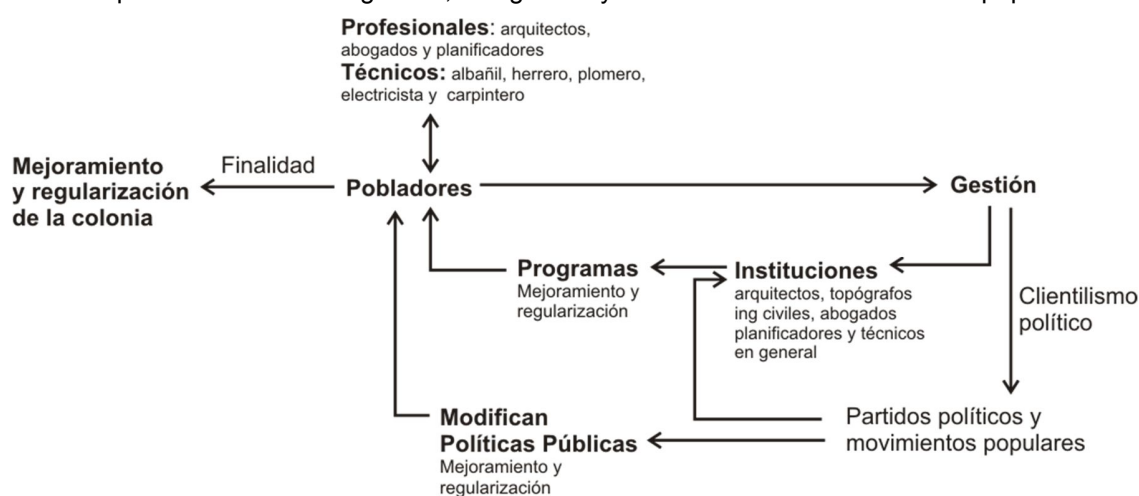 Profesionales: arquitectos,
abogados y planificadores
Técnicos: albañil, herrero, plomero,
electricista y carpintero
Mejoramiento
y regularización
de la colonia
Finalidad
Pobladores
Gestión
Programas
Mejoramiento y
regularización
Instituciones
arquitectos, topógrafos
ing civiles, abogados
planificadores y técnicos
en general
Clientilismo
político
Modifican
Políticas Públicas
Mejoramiento y
regularización
Partidos políticos y
movimientos populares